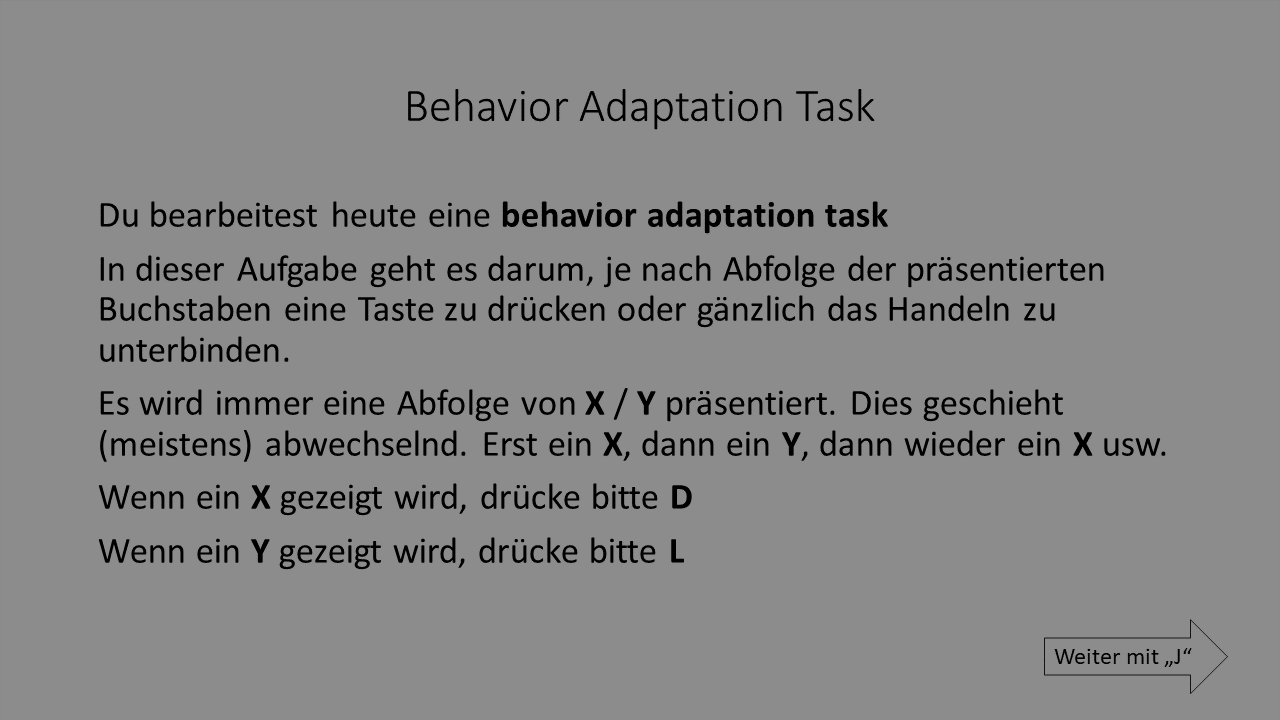 Behavior Adaptation Task
Du bearbeitest heute eine behavior adaptation task
In dieser Aufgabe geht es darum, je nach Abfolge der präsentierten
Buchstaben eine Taste zu drücken oder gänzlich das Handeln zu
unterbinden.
Es wird immer eine Abfolge von X / Y präsentiert. Dies geschieht
(meistens) abwechselnd. Erst ein X, dann ein Y, dann wieder ein X usw.
Wenn ein X gezeigt wird, drücke bitte D
Wenn ein Y gezeigt wird, drücke bitte L
Weiter mit „J“